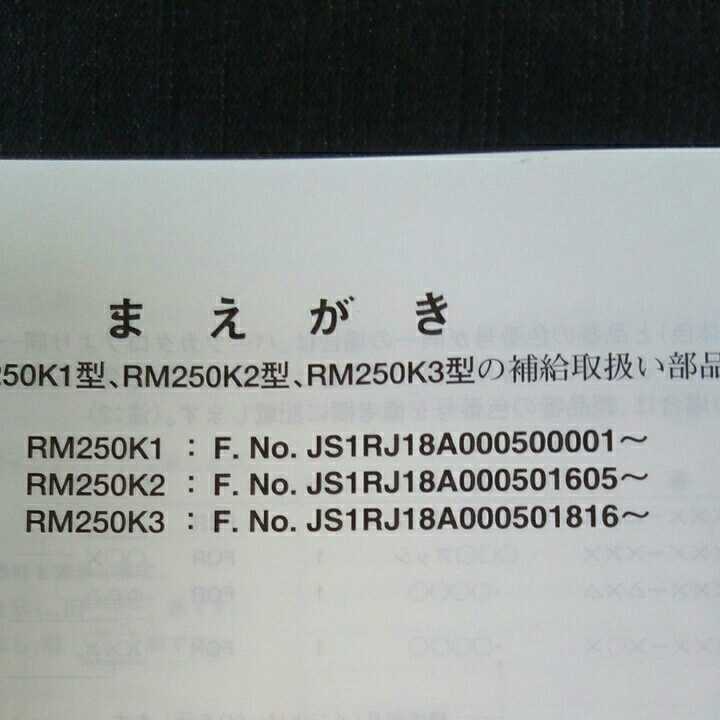 まえがき
250K1型、RM250K2型、RM250K3型の補給取扱い部品
RM250K1 : F. No. JS1RJ18A000500001～
RM250K2 : F. No. JS1RJ18A000501605～
RM250K3 : F. No. JS1RJ18A000501816～